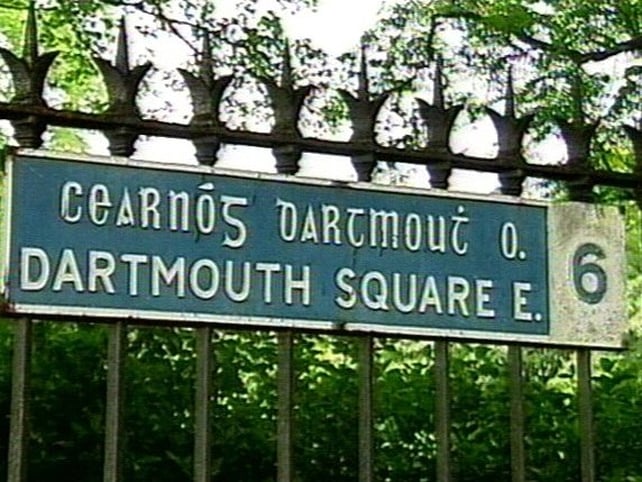 Cearnóg Dartmouṫ O.
DARTMOUTH SQUARE E. 6